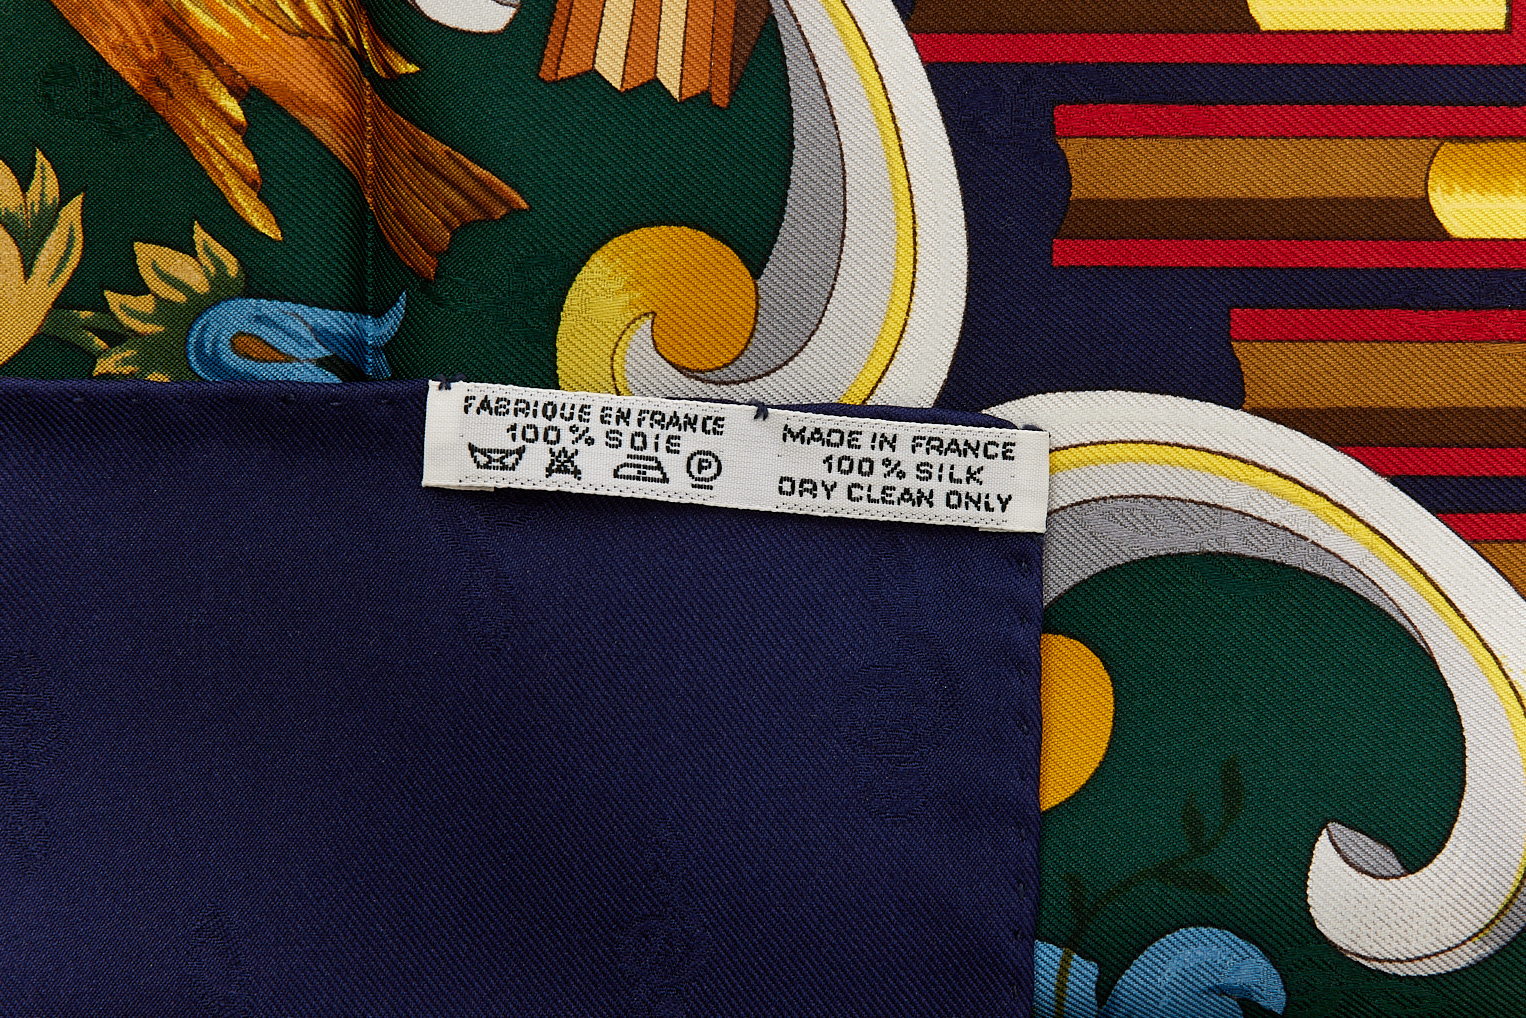 FABRIQUE EN FRANCE
100% SOIE
P
MADE IN FRANCE
100% SILK
DRY CLEAN ONLY